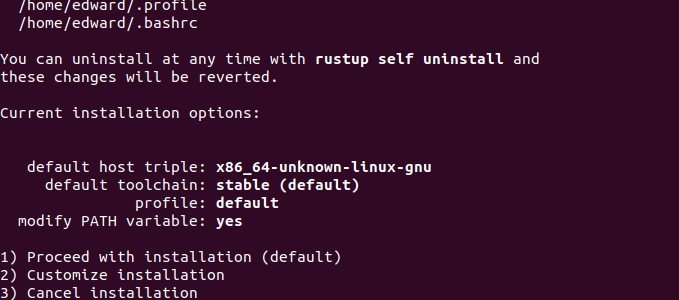 /home/edward/.profile
/home/edward/.bashrc
You can uninstall at any time with rustup self uninstall and
these changes will be reverted.
Current installation options:
default host triple: x86_64-unknown-linux-gnu
default toolchain: stable (default)
profile: default
modify PATH variable: yes
1) Proceed with installation (default)
2) Customize installation
3) Cancel installation